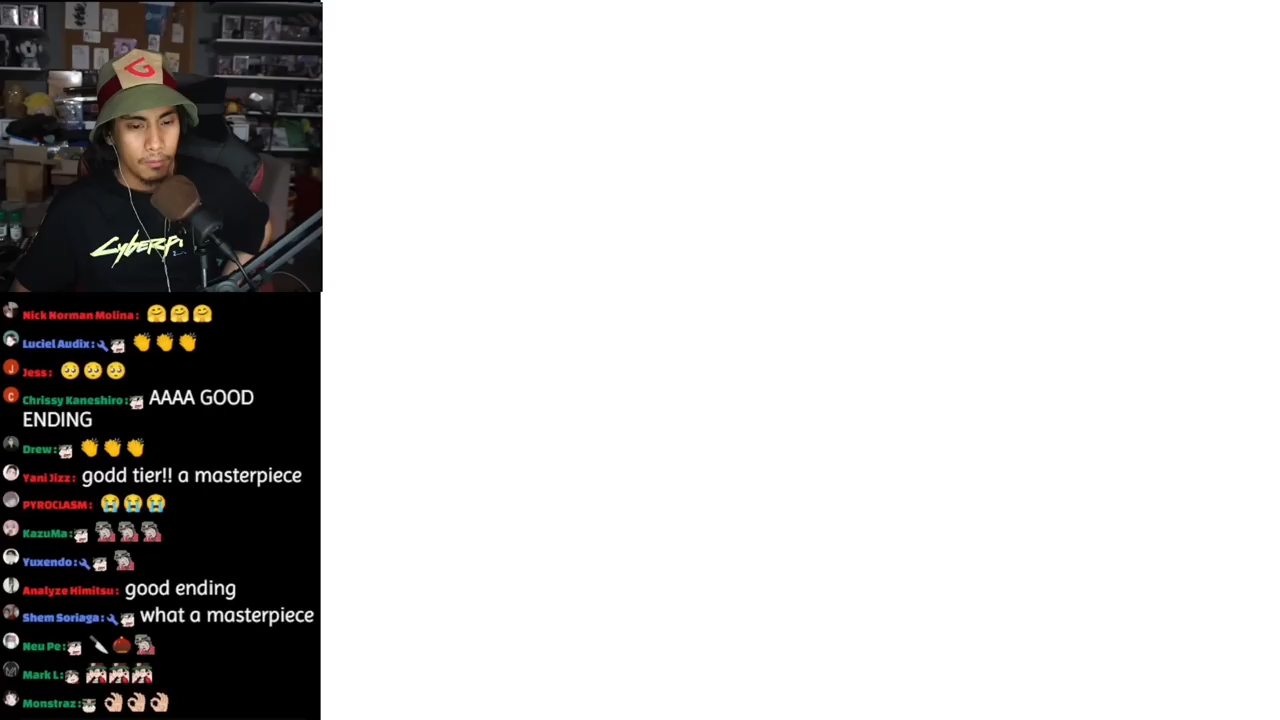 G
CYBERP
Nick Norman Molina : 🤗🤗🤗
Luciel Audix : 👏👏👏
J Jess : 🥺🥺🥺
C Chrissy Kaneshiro : AAAA GOOD
ENDING
Drew : 👏👏👏
Yani Jizz : godd tier!! a masterpiece
PYROCLASM : 😭😭😭
KazuMa :
Yuxendo :
Analyze Himitsu : good ending
Shem Soriaga : what a masterpiece
Neu Pe : 🔪
Mark L :
Monstraz : 👌🏼👌🏼👌🏼